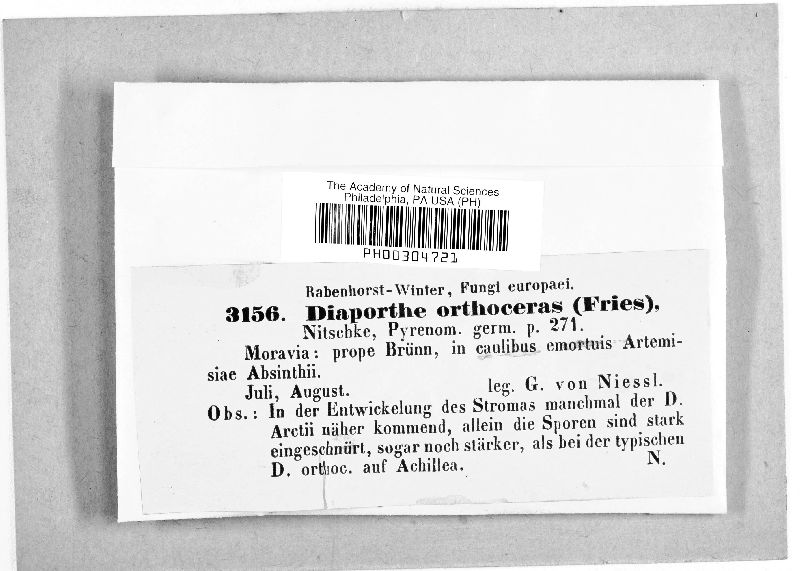 The Academy of Natural Sciences
Philadelphia, PA USA (PH)
PH00304721
Rabenhorst-Winter, Fungi europaei.
3156. Diaporthe orthoceras (Fries),
Nitschke, Pyrenom. germ. p. 271.
Moravia: prope Brünn, in caulibus emortuis Artemi-
siae Absinthii.
Juli, August. leg. G. von Niessl.
Obs.: In der Entwickelung des Stromas manchmal der D.
Arctii näher kommend, allein die Sporen sind stark
eingeschnürt, sogar noch stärker, als bei der typischen
D. orthoc. auf Achillea. N.